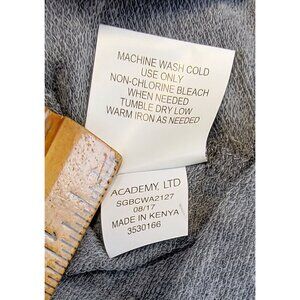 MACHINE WASH COLD
USE ONLY
NON-CHLORINE BLEACH
WHEN NEEDED
TUMBLE DRY LOW
WARM IRON AS NEEDED
ACADEMY, LTD
SGBCWA2127
08/17
MADE IN KENYA
3530166